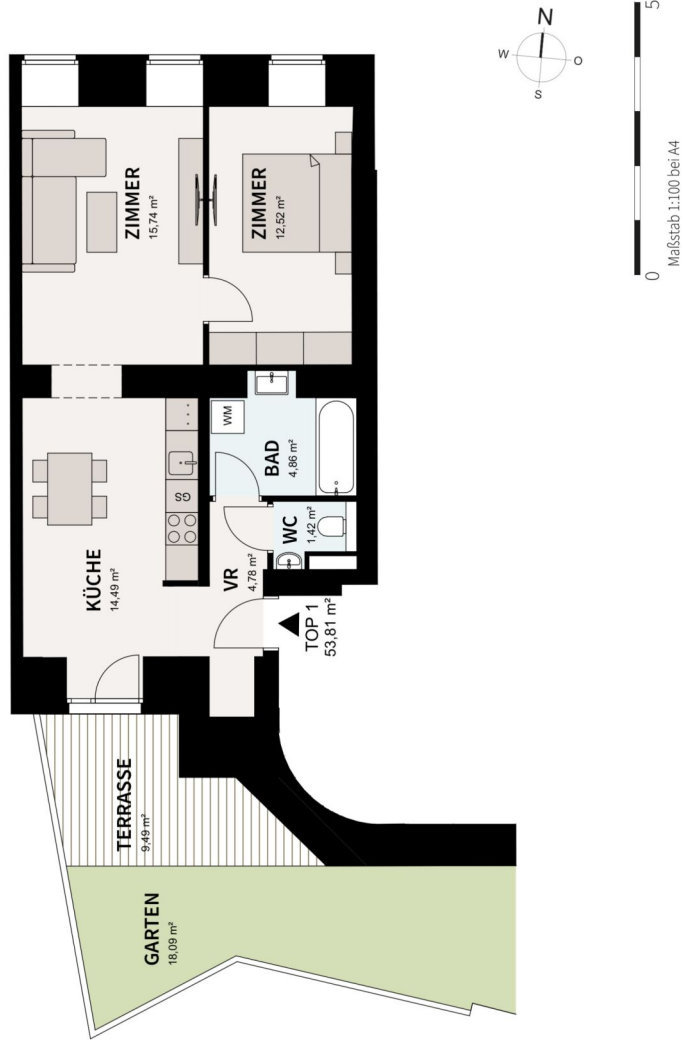 N
W
O
S
5
0
Maßstab 1:100 bei A4
ZIMMER
15,74 m²
ZIMMER
12,52 m²
WM
BAD
4,86 m²
GS
WC
1,42 m²
KÜCHE
14,49 m²
VR
4,78 m²
TOP 1
53,81 m²
TERRASSE
9,49 m²
GARTEN
18,09 m²